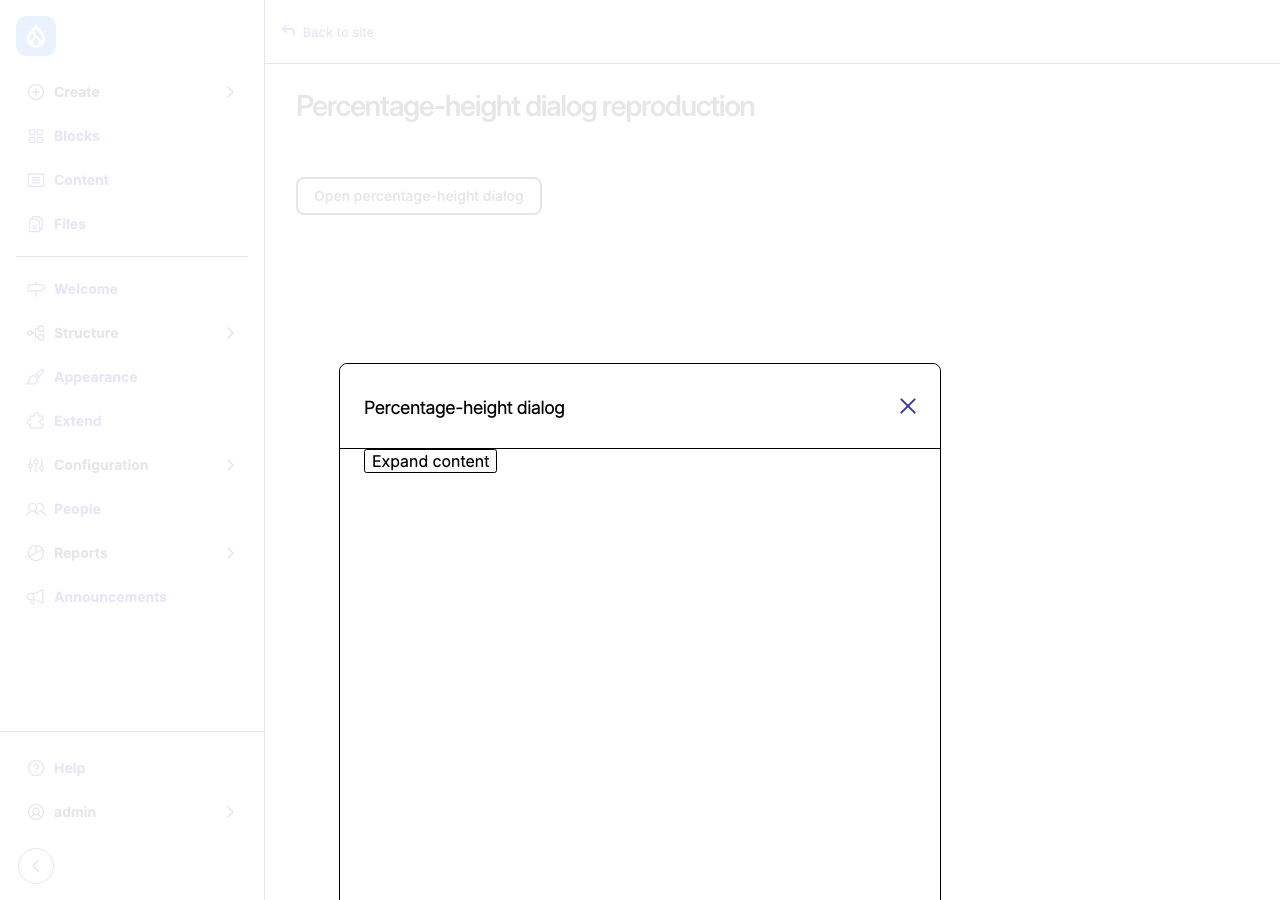 Back to site
Create
Blocks
Content
Files
Welcome
Structure
Appearance
Extend
Configuration
People
Reports
Announcements
Help
admin
Percentage-height dialog reproduction
Open percentage-height dialog
Percentage-height dialog
Expand content